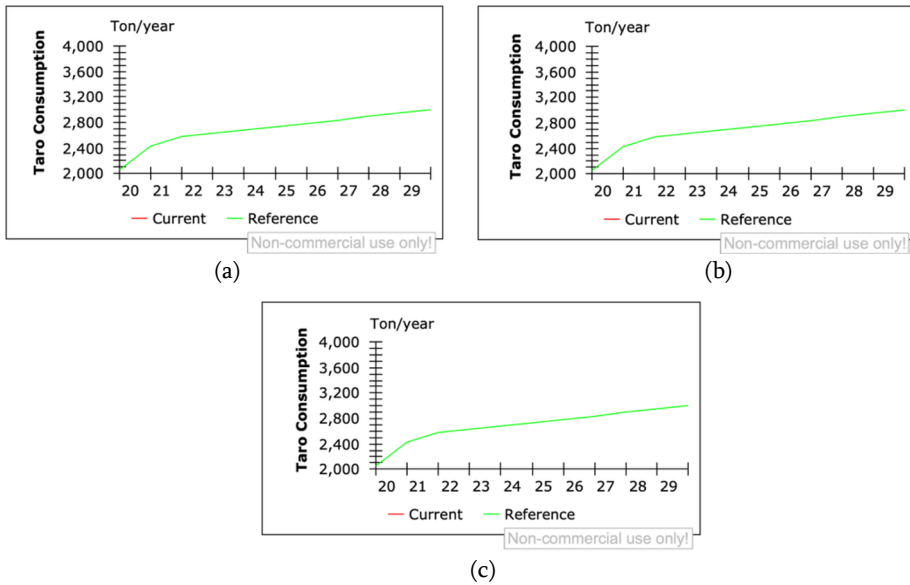 Ton/year
Taro Consumption
4,000
3,600
3,200
2,800
2,400
2,000
20 21 22 23 24 25 26 27 28 29
Current Reference
Non-commercial use only!
(a)
Ton/year
Taro Consumption
4,000
3,600
3,200
2,800
2,400
2,000
20 21 22 23 24 25 26 27 28 29
Current Reference
Non-commercial use only!
(b)
Ton/year
Taro Consumption
4,000
3,600
3,200
2,800
2,400
2,000
20 21 22 23 24 25 26 27 28 29
Current Reference
Non-commercial use only!
(c)